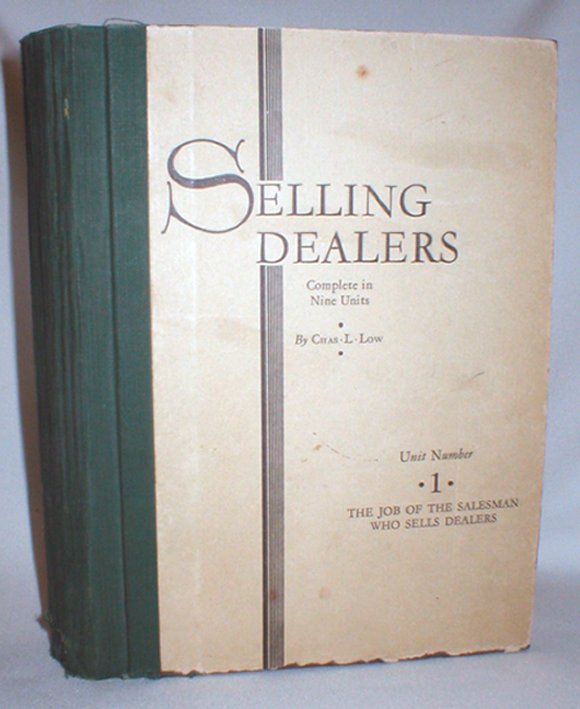 SELLING
DEALERS
Complete in
Nine Units
By CHAS · L · LOW
Unit Number
· 1 ·
THE JOB OF THE SALESMAN
WHO SELLS DEALERS